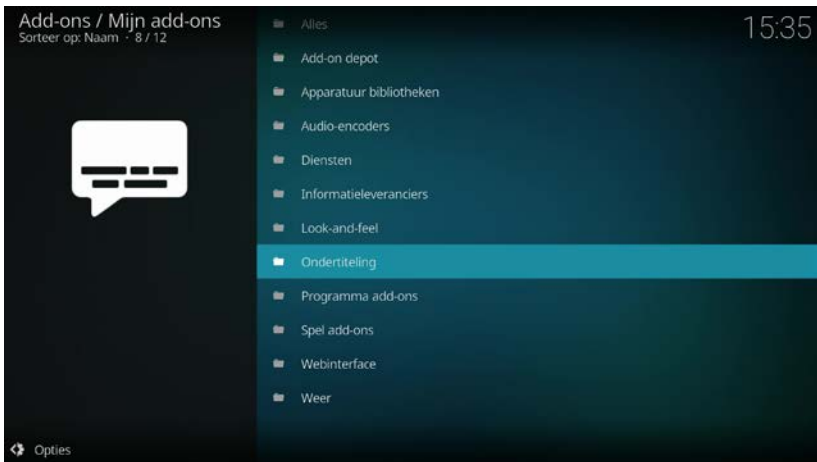 Add-ons / Mijn add-ons
Sorteer op: Naam · 8 / 12
15:35
Alles
Add-on depot
Apparatuur bibliotheken
Audio-encoders
Diensten
Informatieleveranciers
Look-and-feel
Ondertiteling
Programma add-ons
Spel add-ons
Webinterface
Weer
Opties